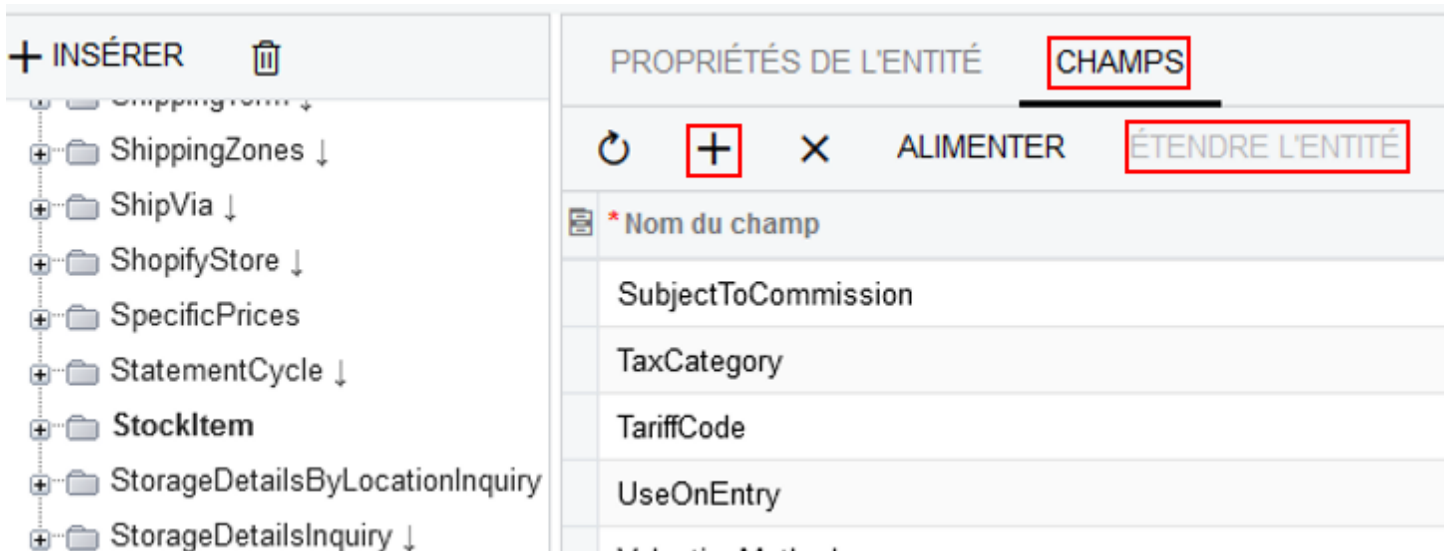 + INSÉRER
ShippingTerm ↓
ShippingZones ↓
ShipVia ↓
ShopifyStore ↓
SpecificPrices
StatementCycle ↓
StockItem
StorageDetailsByLocationInquiry
StorageDetailsInquiry ↓
PROPRIÉTÉS DE L'ENTITÉ CHAMPS
+ × ALIMENTER ÉTENDRE L'ENTITÉ
* Nom du champ
SubjectToCommission
TaxCategory
TariffCode
UseOnEntry